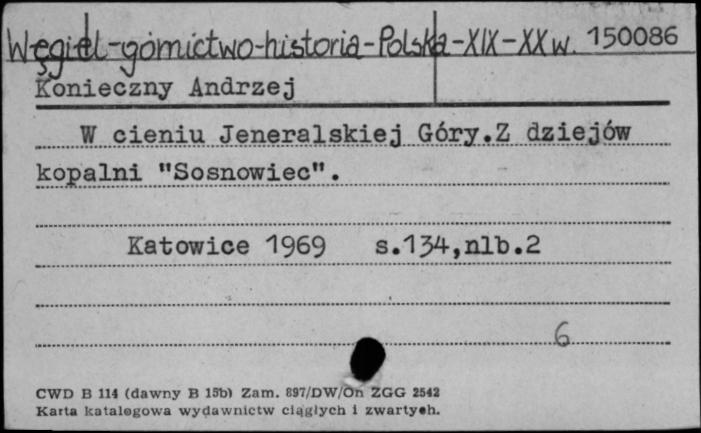 Węgiel-górnictwo-historia-Polska-XIX-XX w. 150086
Konieczny Andrzej
W cieniu Jeneralskiej Góry.Z dziejów
kopalni "Sosnowiec".
Katowice 1969 s.134,nlb.2
6
CWD B 114 (dawny B 15b) Zam. 897/DW/On ZGG 2542
Karta katalogowa wydawnictw ciągłych i zwartych.